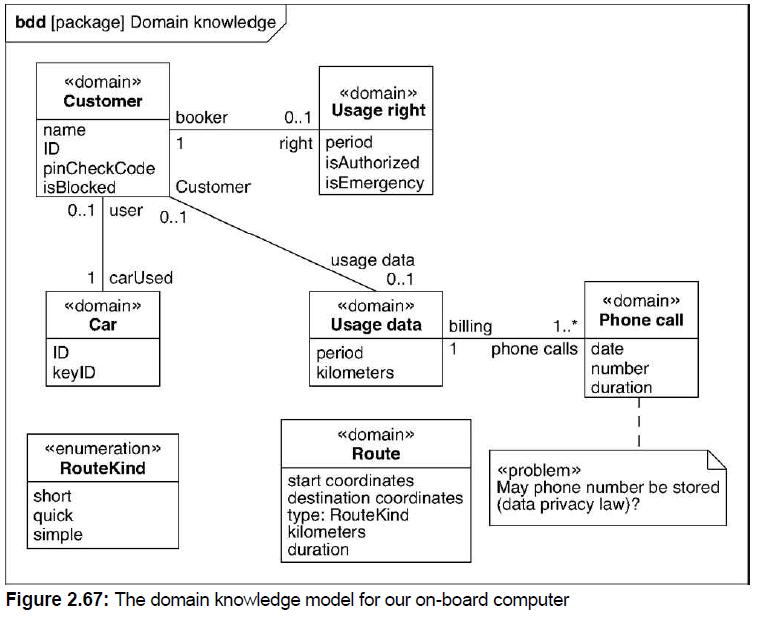 bdd [package] Domain knowledge
«domain»
Customer
name
ID
pinCheckCode
isBlocked
booker
1
0..1
right
«domain»
Usage right
period
isAuthorized
isEmergency
Customer
0..1
usage data
0..1
0..1
user
1
carUsed
«domain»
Car
ID
keyID
«domain»
Usage data
period
kilometers
billing
1
1..*
phone calls
«domain»
Phone call
date
number
duration
«enumeration»
RouteKind
short
quick
simple
«domain»
Route
start coordinates
destination coordinates
type: RouteKind
kilometers
duration
«problem»
May phone number be stored
(data privacy law)?
Figure 2.67: The domain knowledge model for our on-board computer